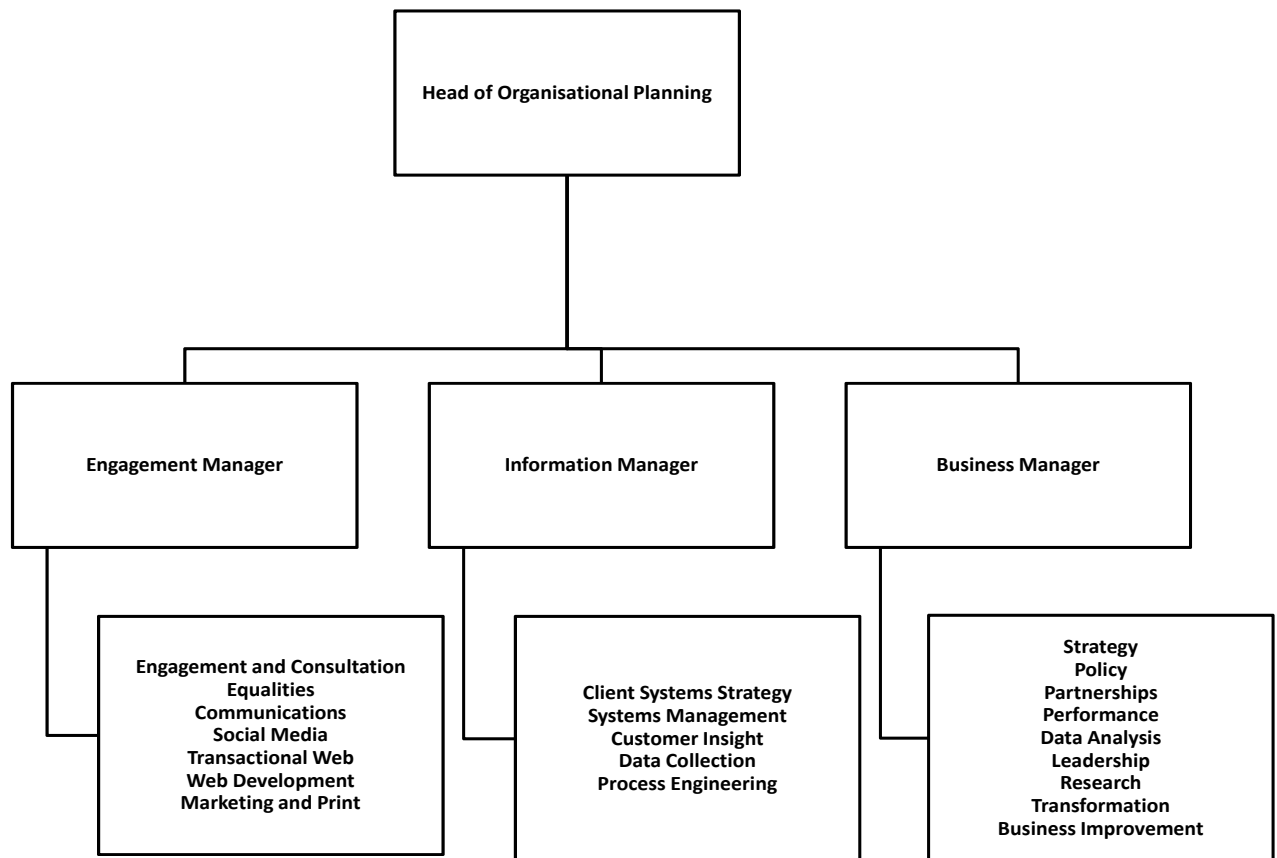 Head of Organisational Planning
Engagement Manager
Information Manager
Business Manager
Engagement and Consultation
Equalities
Communications
Social Media
Transactional Web
Web Development
Marketing and Print
Client Systems Strategy
Systems Management
Customer Insight
Data Collection
Process Engineering
Strategy
Policy
Partnerships
Performance
Data Analysis
Leadership
Research
Transformation
Business Improvement